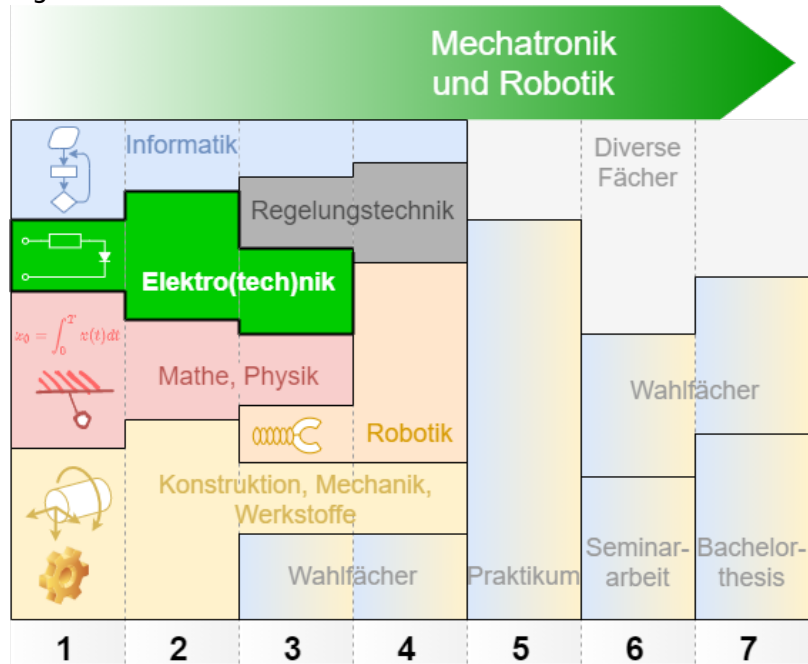 Mechatronik
und Robotik
Informatik
Diverse
Fächer
Regelungstechnik
Elektro(tech)nik
x₀ = ∫₀ᵀ x(t)dt
Mathe, Physik
Wahlfächer
Robotik
Konstruktion, Mechanik,
Werkstoffe
Wahlfächer
Praktikum
Seminar-
arbeit
Bachelor-
thesis
1 2 3 4 5 6 7